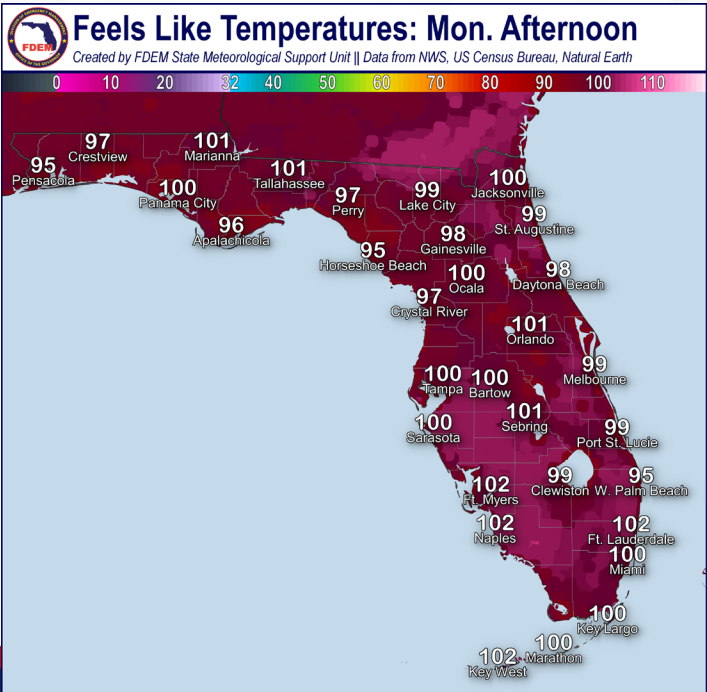 Feels Like Temperatures: Mon. Afternoon
Created by FDEM State Meteorological Support Unit || Data from NWS, US Census Bureau, Natural Earth
FDEM
0 10 20 32 40 50 60 70 80 90 100 110
97
Crestview
101
Marianna
95
Pensacola
100
Panama City
101
Tallahassee
96
Apalachicola
97
Perry
99
Lake City
100
Jacksonville
99
St. Augustine
95
Horseshoe Beach
98
Gainesville
100
Ocala
98
Daytona Beach
97
Crystal River
101
Orlando
99
Melbourne
100
Tampa
100
Bartow
100
Sarasota
101
Sebring
99
Port St. Lucie
102
Ft. Myers
99
Clewiston
95
W. Palm Beach
102
Naples
102
Ft. Lauderdale
100
Miami
100
Key Largo
100
Marathon
102
Key West